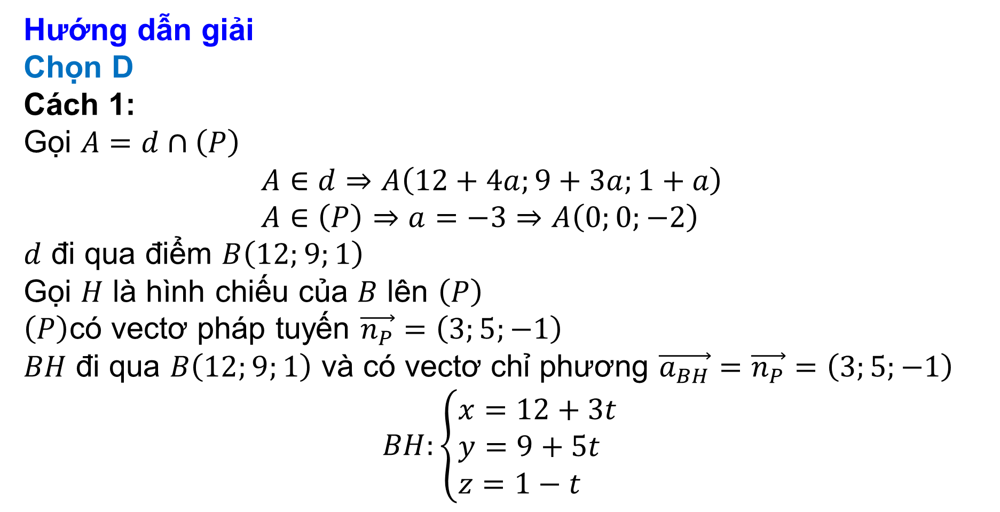 Hướng dẫn giải
Chọn D
Cách 1:
Gọi $A = d \cap (P)$
$A \in d \Rightarrow A(12 + 4a; 9 + 3a; 1 + a)$
$A \in (P) \Rightarrow a = -3 \Rightarrow A(0; 0; -2)$
$d$ đi qua điểm $B(12; 9; 1)$
Gọi $H$ là hình chiếu của $B$ lên $(P)$
$(P)$có vectơ pháp tuyến $\overrightarrow{n_P} = (3; 5; -1)$
$BH$ đi qua $B(12; 9; 1)$ và có vectơ chỉ phương $\overrightarrow{a_{BH}} = \overrightarrow{n_P} = (3; 5; -1)$
$BH: \begin{cases} x = 12 + 3t \\ y = 9 + 5t \\ z = 1 - t \end{cases}$